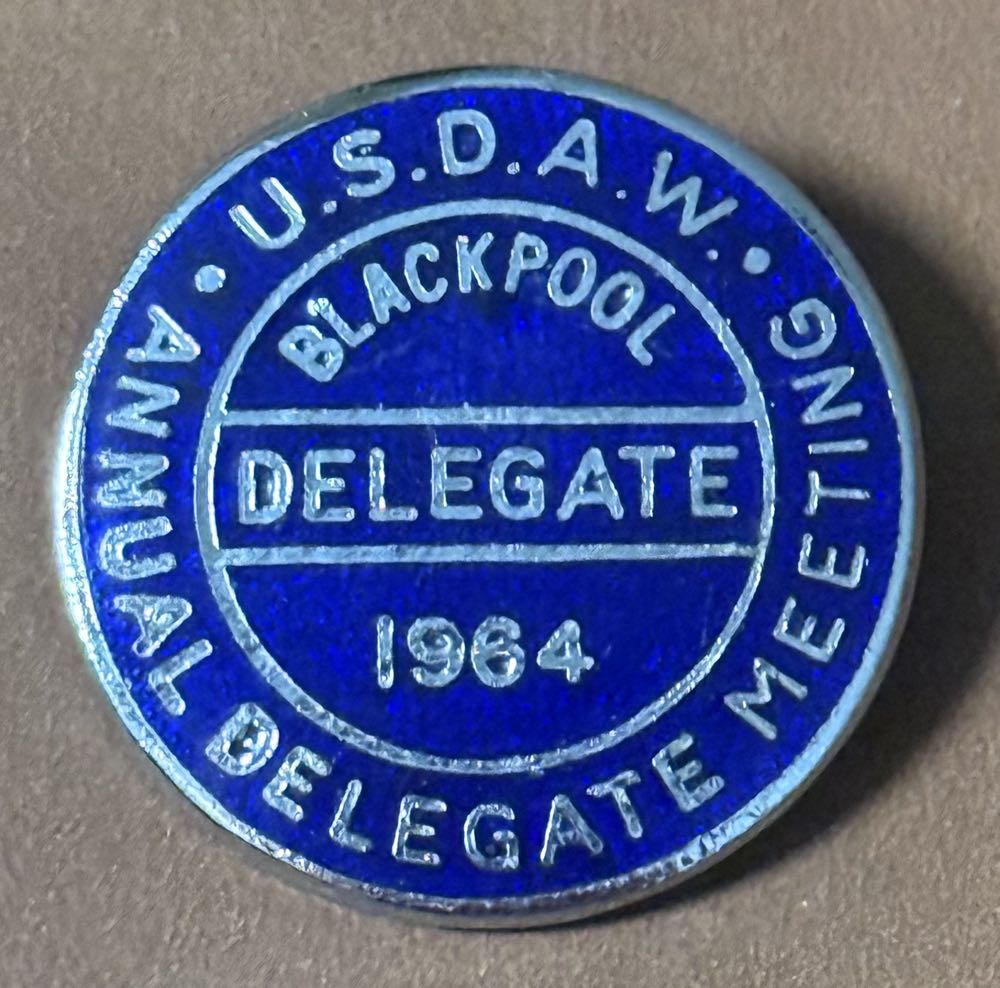 U.S.D.A.W.
BLACKPOOL
DELEGATE
1964
ANNUAL DELEGATE MEETING